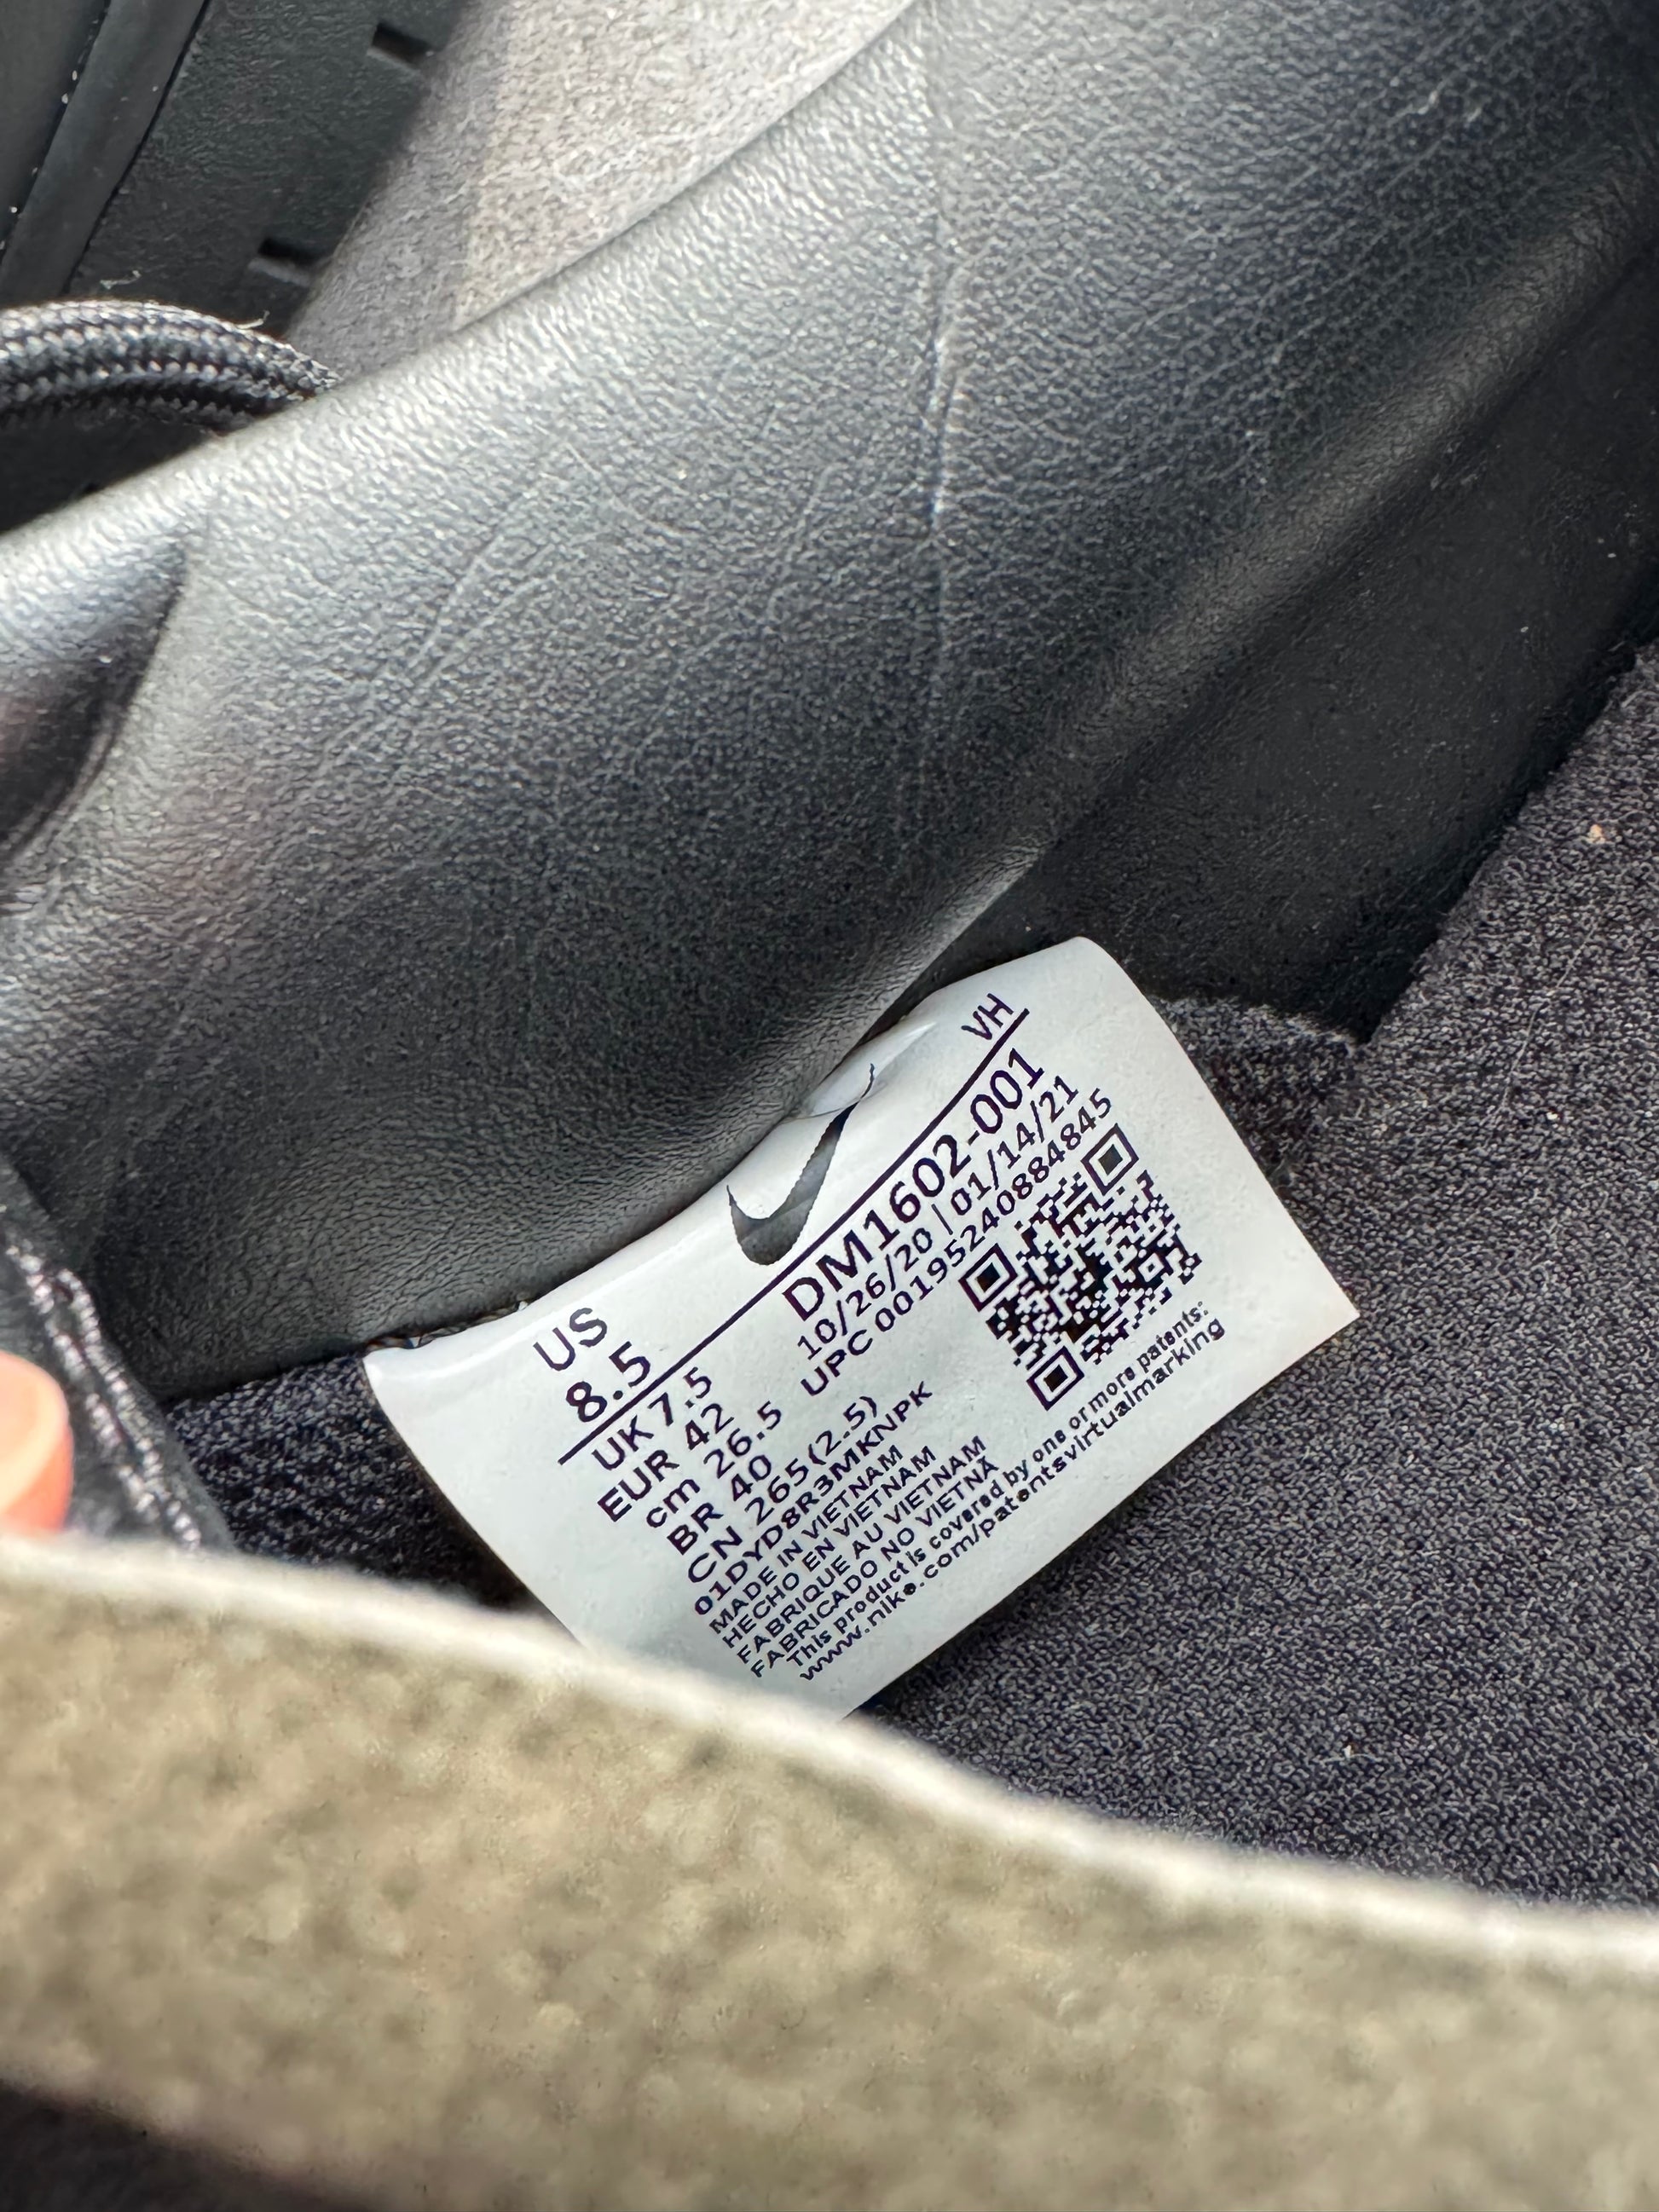 VH
US
8.5
DM1602-001
10/26/20 | 01/14/21
UPC 00195240884845
UK 7.5
EUR 42
cm 26.5
BR 40
CN 265 (2.5)
01DYD8R3MKNPK
MADE IN VIETNAM
HECHO EN VIETNAM
FABRIQUE AU VIETNAM
FABRICADO NO VIETNÃ
This product is covered by one or more patents:
www.nike.com/patentsvirtualmarking